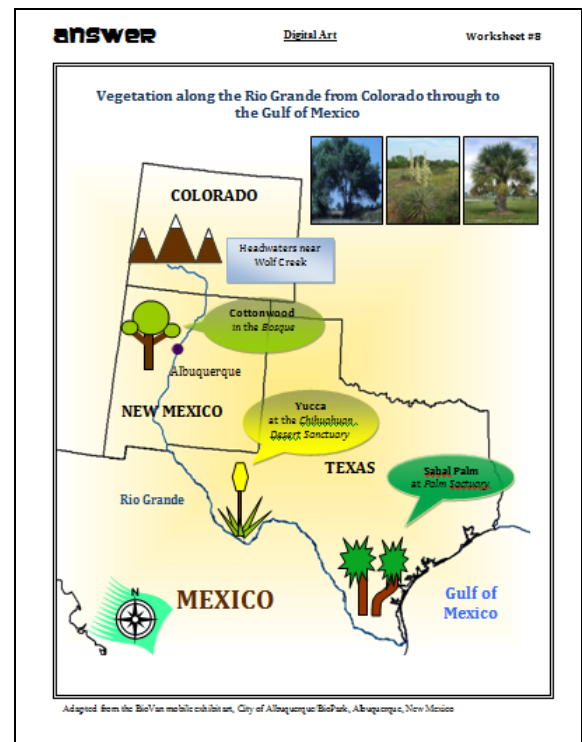 answer
Digital Art
Worksheet #8
Vegetation along the Rio Grande from Colorado through to
the Gulf of Mexico
COLORADO
Headwaters near
Wolf Creek
Cottonwood
in the Bosque
Albuquerque
NEW MEXICO
Yucca
at the Chihuahuan
Desert Sanctuary
TEXAS
Sabal Palm
at Palm Sactuary
Rio Grande
N
MEXICO
Gulf of
Mexico
Adapted from the BioVan mobile exhibit art, City of Albuquerque/BioPark, Albuquerque, New Mexico